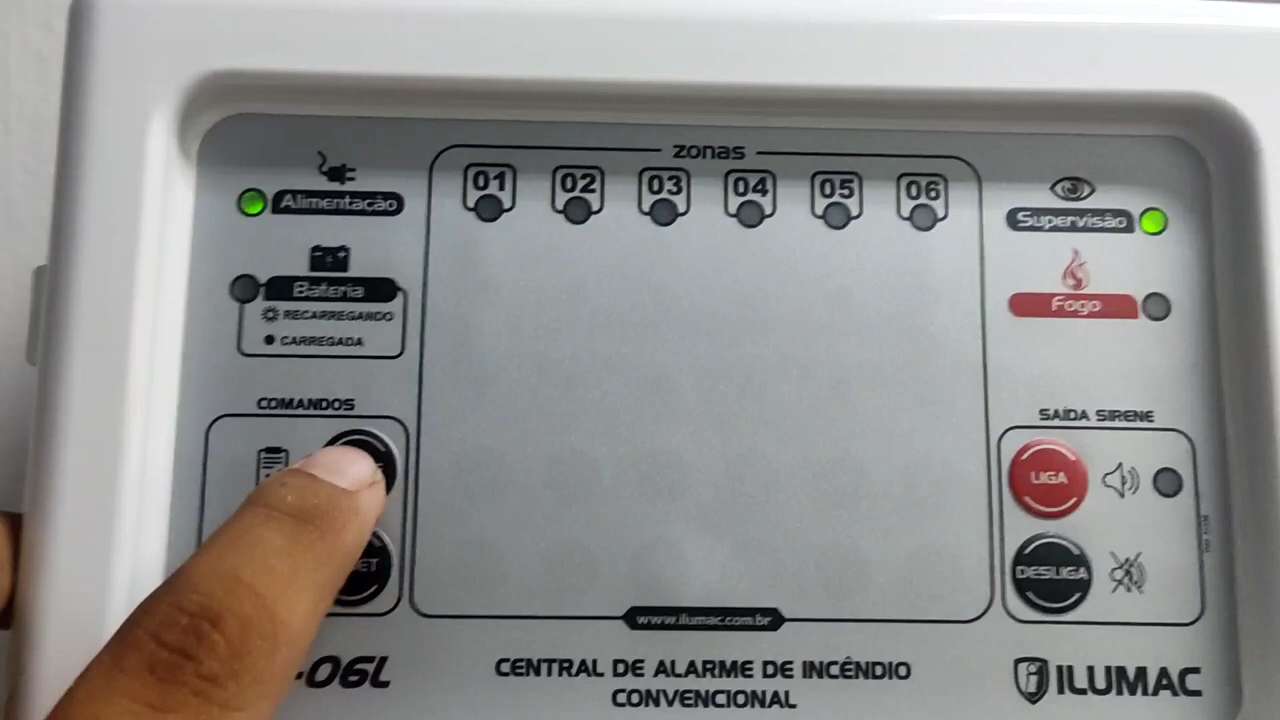 zonas
01 02 03 04 05 06
Alimentação
Supervisão
Bateria
RECARREGANDO
CARREGADA
Fogo
COMANDOS
SAÍDA SIRENE
LIGA
DESLIGA
www.ilumac.com.br
-06L
CENTRAL DE ALARME DE INCÊNDIO
CONVENCIONAL
ILUMAC